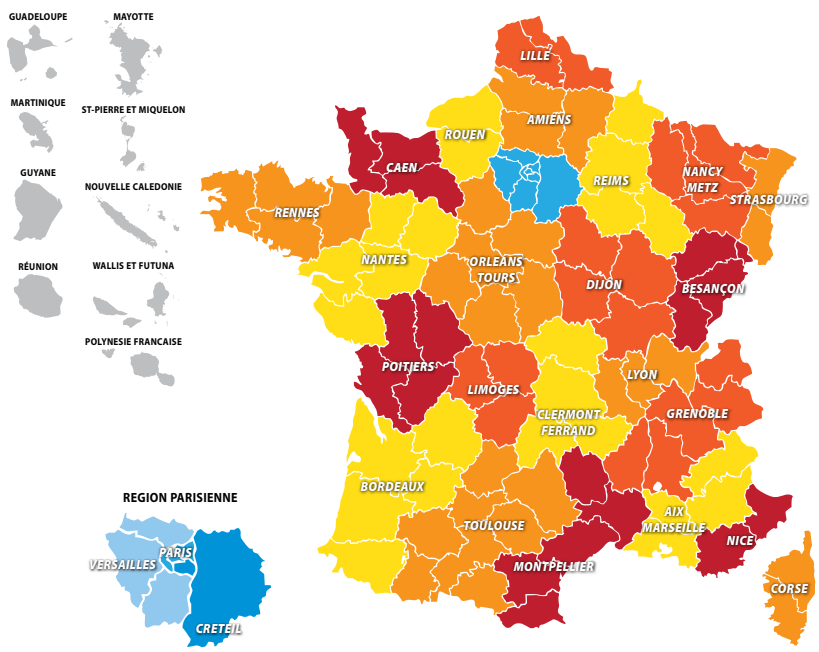 GUADELOUPE
MAYOTTE
MARTINIQUE
ST-PIERRE ET MIQUELON
GUYANE
NOUVELLE CALEDONIE
RÉUNION
WALLIS ET FUTUNA
POLYNESIE FRANCAISE
LILLE
AMIENS
ROUEN
CAEN
REIMS
NANCY
METZ
STRASBOURG
RENNES
NANTES
ORLEANS
TOURS
DIJON
BESANÇON
POITIERS
LIMOGES
LYON
CLERMONT
FERRAND
GRENOBLE
BORDEAUX
TOULOUSE
AIX
MARSEILLE
NICE
MONTPELLIER
CORSE
REGION PARISIENNE
PARIS
VERSAILLES
CRETEIL